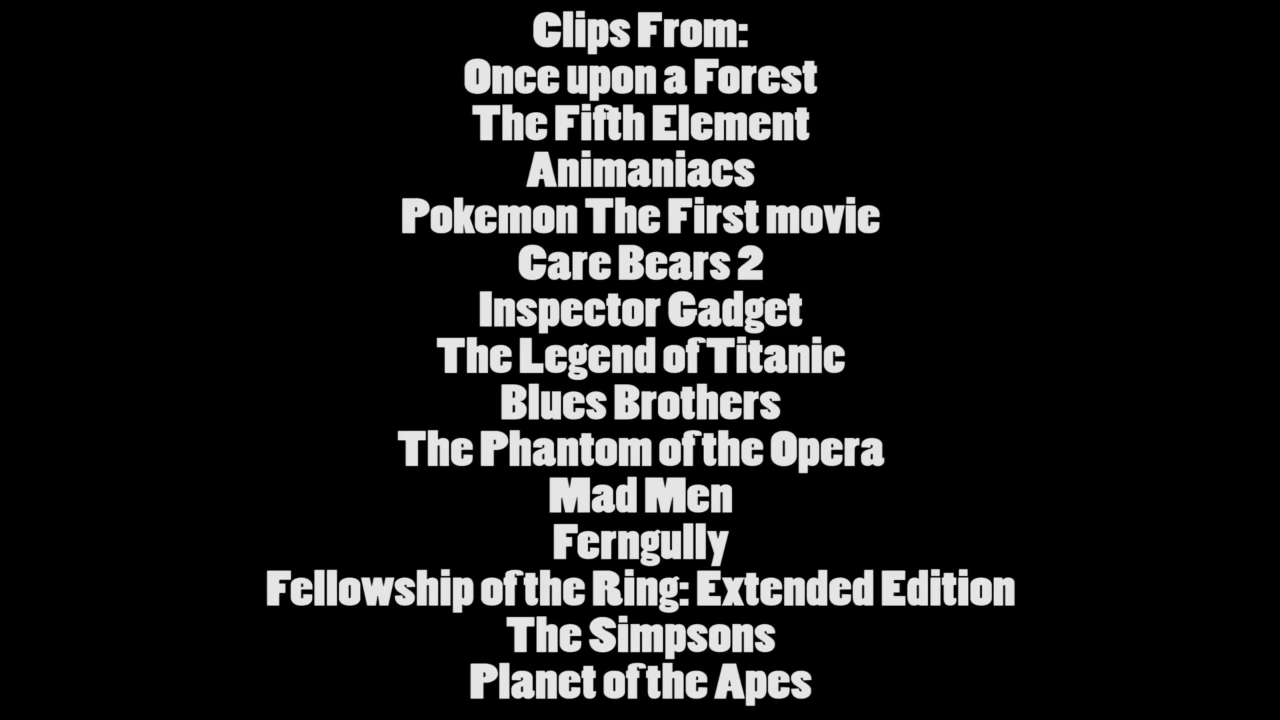 Clips From:
Once upon a Forest
The Fifth Element
Animaniacs
Pokemon The First movie
Care Bears 2
Inspector Gadget
The Legend of Titanic
Blues Brothers
The Phantom of the Opera
Mad Men
Ferngully
Fellowship of the Ring: Extended Edition
The Simpsons
Planet of the Apes